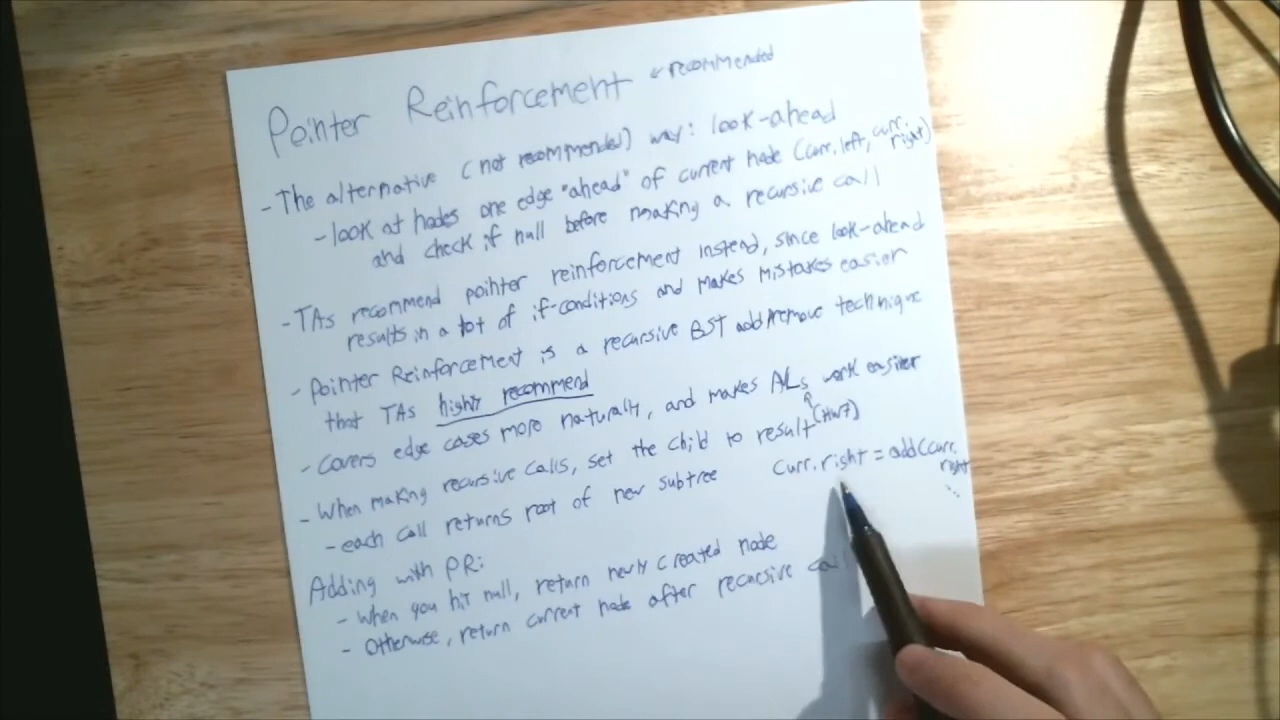 Pointer Reinforcement ← recommended
- The alternative (not recommended) way: look-ahead
- look at nodes one edge "ahead" of current node (curr.left, curr.right)
and check if null before making a recursive call
- TAs recommend pointer reinforcement instead, since look-ahead
results in a lot of if-conditions and makes mistakes easier
- Pointer Reinforcement is a recursive BST add/remove technique
that TAs highly recommend
- covers edge cases more naturally, and makes AVLs work easier
(HW7)
- When making recursive calls, set the child to result
curr.right = add(curr.right
- each call returns root of new subtree
Adding with PR:
- When you hit null, return newly created node
- Otherwise, return current node after recursive call